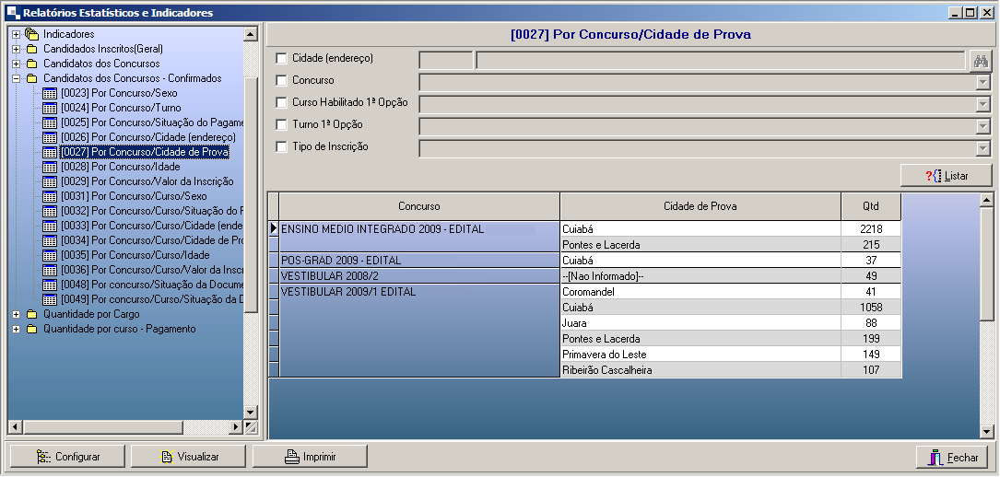 Relatórios Estatísticos e Indicadores
Indicadores
Candidados Inscritos(Geral)
Candidatos dos Concursos
Candidatos dos Concursos - Confirmados
[0023] Por Concurso/Sexo
[0024] Por Concurso/Turno
[0025] Por Concurso/Situação do Pagame
[0026] Por Concurso/Cidade (endereço)
[0027] Por Concurso/Cidade de Prova
[0028] Por Concurso/Idade
[0029] Por Concurso/Valor da Inscrição
[0031] Por Concurso/Curso/Sexo
[0032] Por Concurso/Curso/Situação do F
[0033] Por Concurso/Curso/Cidade (ende
[0034] Por Concurso/Curso/Cidade de Pro
[0035] Por Concurso/Curso/Idade
[0036] Por Concurso/Curso/Valor da Inscr
[0048] Por concurso/Situação da Docume
[0049] Por concurso/Curso/Situação da D
Quantidade por Cargo
Quantidade por curso - Pagamento
[0027] Por Concurso/Cidade de Prova
Cidade (endereço)
Concurso
Curso Habilitado 1ª Opção
Turno 1ª Opção
Tipo de Inscrição
Listar
Concurso Cidade de Prova Qtd
ENSINO MEDIO INTEGRADO 2009 - EDITAL Cuiabá 2218
Pontes e Lacerda 215
POS-GRAD 2009 - EDITAL Cuiabá 37
VESTIBULAR 2008/2 --[Nao Informado]-- 49
VESTIBULAR 2009/1 EDITAL Coromandel 41
Cuiabá 1058
Juara 88
Pontes e Lacerda 199
Primavera do Leste 149
Ribeirão Cascalheira 107
Configurar Visualizar Imprimir Fechar